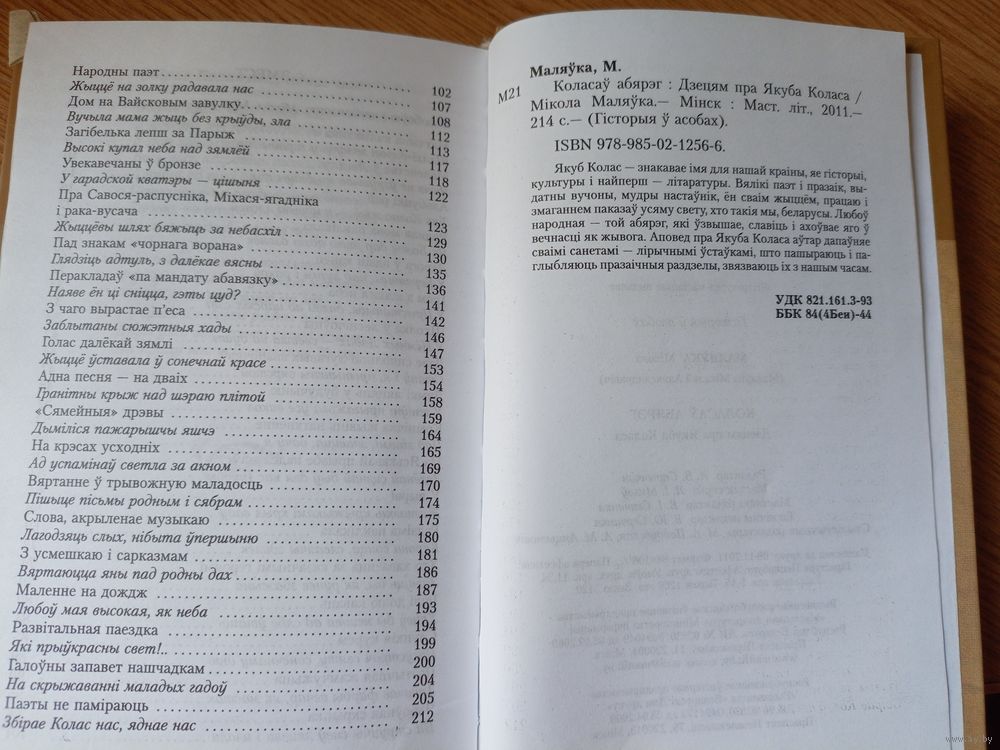 Народны паэт ..... 102
Жыццё на золку радавала нас ..... 107
Дом на Вайсковым завулку ..... 108
Вучыла мама жыць без крыўды, зла ..... 112
Загібелька лепш за Парыж ..... 113
Высокі купал неба над зямлёй ..... 117
Увекавечаны ў бронзе ..... 118
У гарадской кватэры — цішыня ..... 122
Пра Савося-распусніка, Міхася-ягадніка
і рака-вусача ..... 123
Жыццёвы шлях бяжыць за небасхіл ..... 129
Пад знакам «чорнага ворана» ..... 130
Глядзіць адтуль, з далёкае вясны ..... 135
Перакладаў «па мандату абавязку» ..... 136
Наяве ён ці сніцца, гэты цуд? ..... 141
З чаго вырастае п'еса ..... 142
Заблытаны сюжэтныя хады ..... 146
Голас далёкай зямлі ..... 147
Жыццё ўставала ў сонечнай красе ..... 153
Адна песня — на дваіх ..... 154
Гранітны крыж над шэраю плітой ..... 158
«Сямейныя» дрэвы ..... 159
Дыміліся пажарышчы яшчэ ..... 164
На крэсах усходніх ..... 165
Ад успамінаў светла за акном ..... 169
Вяртанне ў трывожную маладосць ..... 170
Пішыце пісьмы родным і сябрам ..... 174
Слова, акрыленае музыкаю ..... 175
Лагодзяць слых, нібыта ўпершыню ..... 180
З усмешкаю і сарказмам ..... 181
Вяртаюцца яны пад родны дах ..... 186
Маленне на дождж ..... 187
Любоў мая высокая, як неба ..... 193
Развітальная паездка ..... 194
Які прыўкрасны свет!.. ..... 199
Галоўны запавет нашчадкам ..... 200
На скрыжаванні маладых гадоў ..... 204
Паэты не паміраюць ..... 205
Збірае Колас нас, яднае нас ..... 212
Маляўка, М.
М21 Коласаў абярэг : Дзецям пра Якуба Коласа /
Мікола Маляўка.— Мінск : Маст. літ., 2011.—
214 с.— (Гісторыя ў асобах).
ISBN 978-985-02-1256-6.
Якуб Колас — знакавае імя для нашай краіны, яе гісторыі,
культуры і найперш — літаратуры. Вялікі паэт і празаік, вы-
датны вучоны, мудры настаўнік, ён сваім жыццём, працаю і
змаганнем паказаў усяму свету, хто такія мы, беларусы. Любоў
народная — той абярэг, які ўзвышае, славіць і ахоўвае яго ў
вечнасці як жывога. Аповед пра Якуба Коласа аўтар дапаўняе
сваімі санетамі — лірычнымі ўстаўкамі, што пашыраюць і па-
глыбляюць празаічныя раздзелы, звязваюць іх з нашым часам.
УДК 821.161.3-93
ББК 84(4Беи)-44